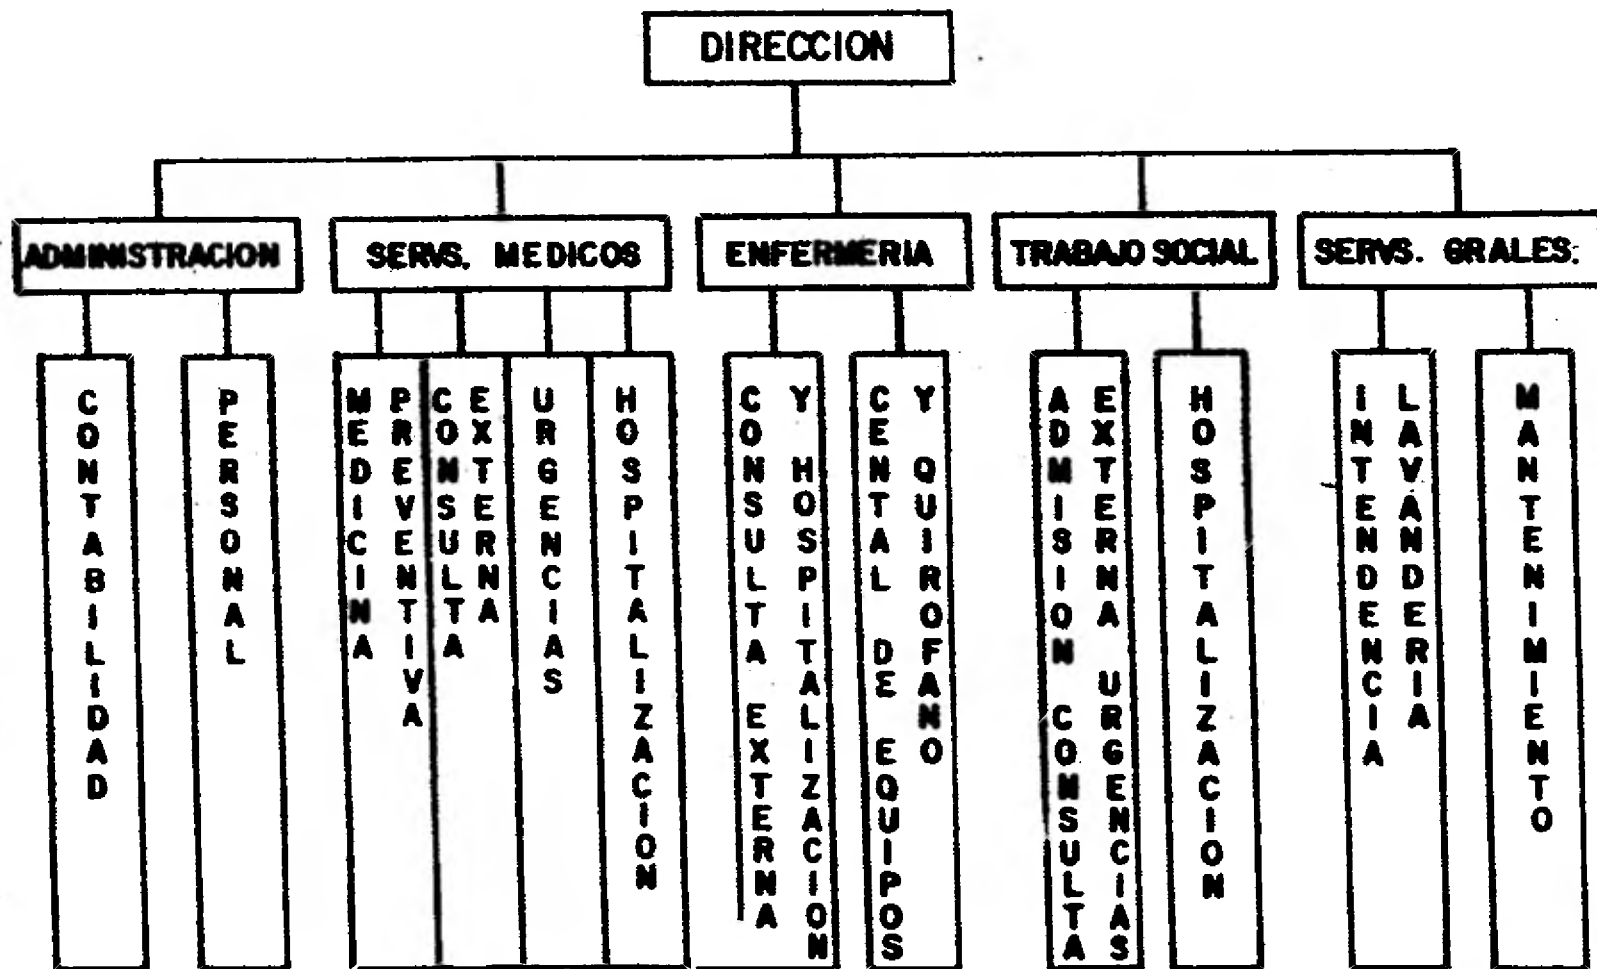 DIRECCION
ADMINISTRACION
SERVS. MEDICOS
ENFERMERIA
TRABAJO SOCIAL
SERVS. GRALES.
CONTABILIDAD
PERSONAL
MEDICINA
PREVENTIVA
CONSULTA
EXTERNA
URGENCIAS
HOSPITALIZACION
CONSULTA EXTERNA
Y HOSPITALIZACION
CENTAL DE EQUIPOS
Y QUIROFANO
ADMISION CONSULTA
EXTERNA URGENCIAS
HOSPITALIZACION
INTENDENCIA
LAVANDERIA
MANTENIMIENTO